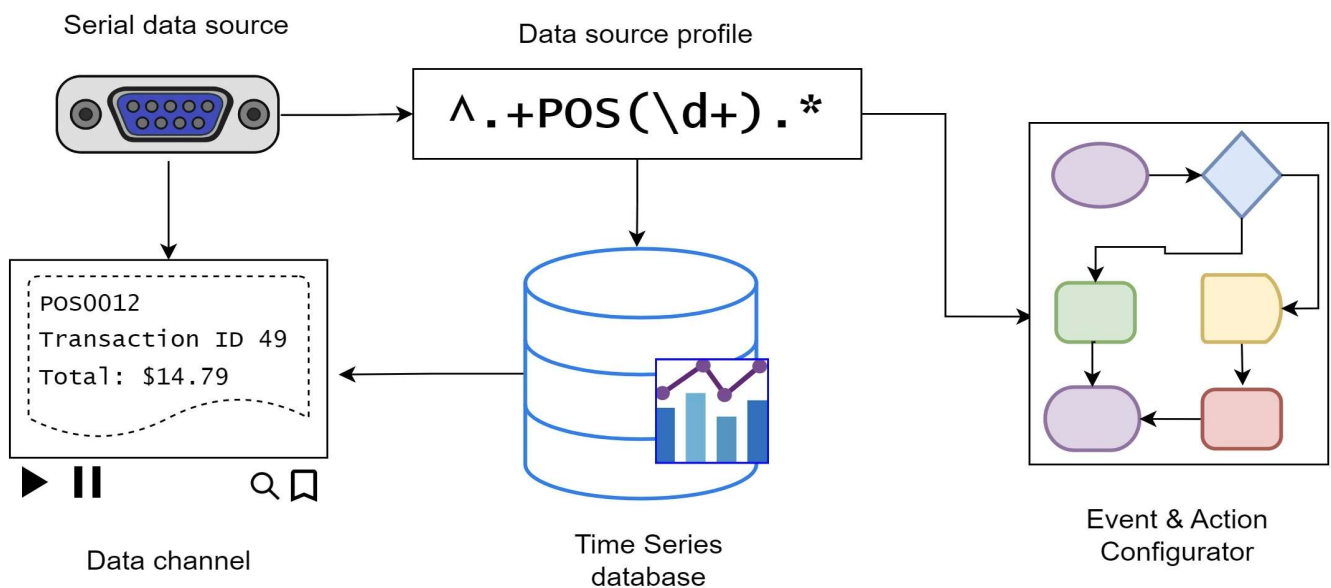 Serial data source
Data source profile
^.+POS(\d+).*
POS0012
Transaction ID 49
Total: $14.79
Data channel
Time Series
database
Event & Action
Configurator